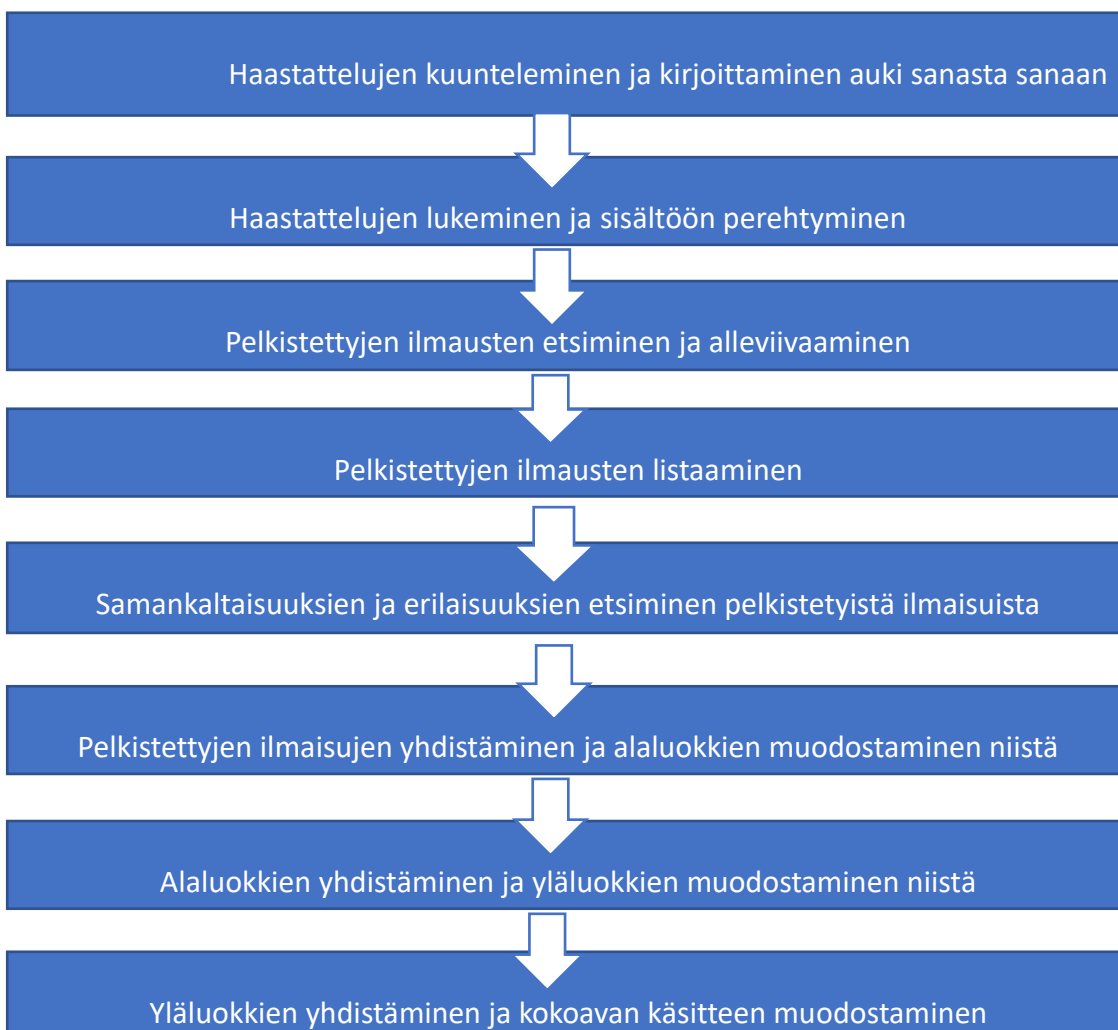 Haastattelujen kuunteleminen ja kirjoittaminen auki sanasta sanaan
Haastattelujen lukeminen ja sisältöön perehtyminen
Pelkistettyjen ilmausten etsiminen ja alleviivaaminen
Pelkistettyjen ilmausten listaaminen
Samankaltaisuuksien ja erilaisuuksien etsiminen pelkistetyistä ilmaisuista
Pelkistettyjen ilmaisujen yhdistäminen ja alaluokkien muodostaminen niistä
Alaluokkien yhdistäminen ja yläluokkien muodostaminen niistä
Yläluokkien yhdistäminen ja kokoavan käsitteen muodostaminen